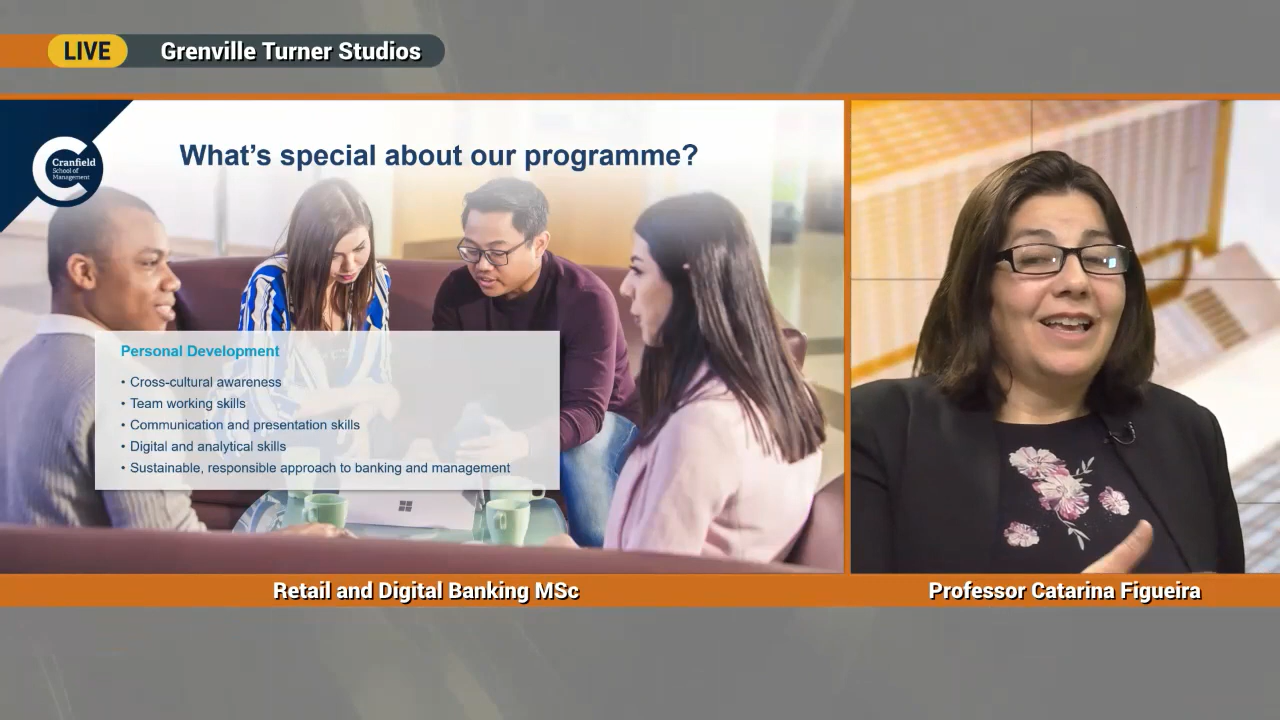 LIVE
Grenville Turner Studios
Cranfield
School of
Management
What's special about our programme?
Personal Development
• Cross-cultural awareness
• Team working skills
• Communication and presentation skills
• Digital and analytical skills
• Sustainable, responsible approach to banking and management
Retail and Digital Banking MSc
Professor Catarina Figueira